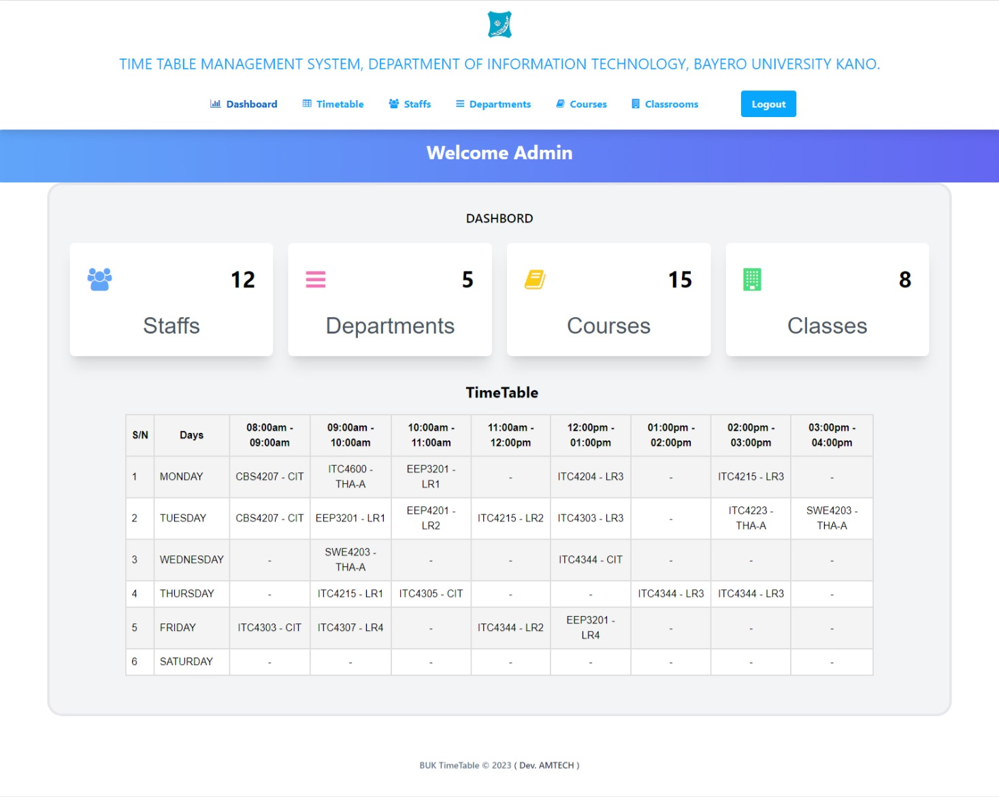 TIME TABLE MANAGEMENT SYSTEM, DEPARTMENT OF INFORMATION TECHNOLOGY, BAYERO UNIVERSITY KANO.
Dashboard Timetable Staffs Departments Courses Classrooms Logout
Welcome Admin
DASHBORD
12 5 15 8
Staffs Departments Courses Classes
TimeTable
S/N Days 08:00am - 09:00am 09:00am - 10:00am 10:00am - 11:00am 11:00am - 12:00pm 12:00pm - 01:00pm 01:00pm - 02:00pm 02:00pm - 03:00pm 03:00pm - 04:00pm
1 MONDAY CBS4207 - CIT ITC4600 - THA-A EEP3201 - LR1 - ITC4204 - LR3 - ITC4215 - LR3 -
2 TUESDAY CBS4207 - CIT EEP3201 - LR1 EEP4201 - LR2 ITC4215 - LR2 ITC4303 - LR3 - ITC4223 - THA-A SWE4203 - THA-A
3 WEDNESDAY - SWE4203 - THA-A - - ITC4344 - CIT - - -
4 THURSDAY - ITC4215 - LR1 ITC4305 - CIT - - ITC4344 - LR3 ITC4344 - LR3 -
5 FRIDAY ITC4303 - CIT ITC4307 - LR4 - ITC4344 - LR2 EEP3201 - LR4 - - -
6 SATURDAY - - - - - - - -
BUK TimeTable © 2023 ( Dev. AMTECH )